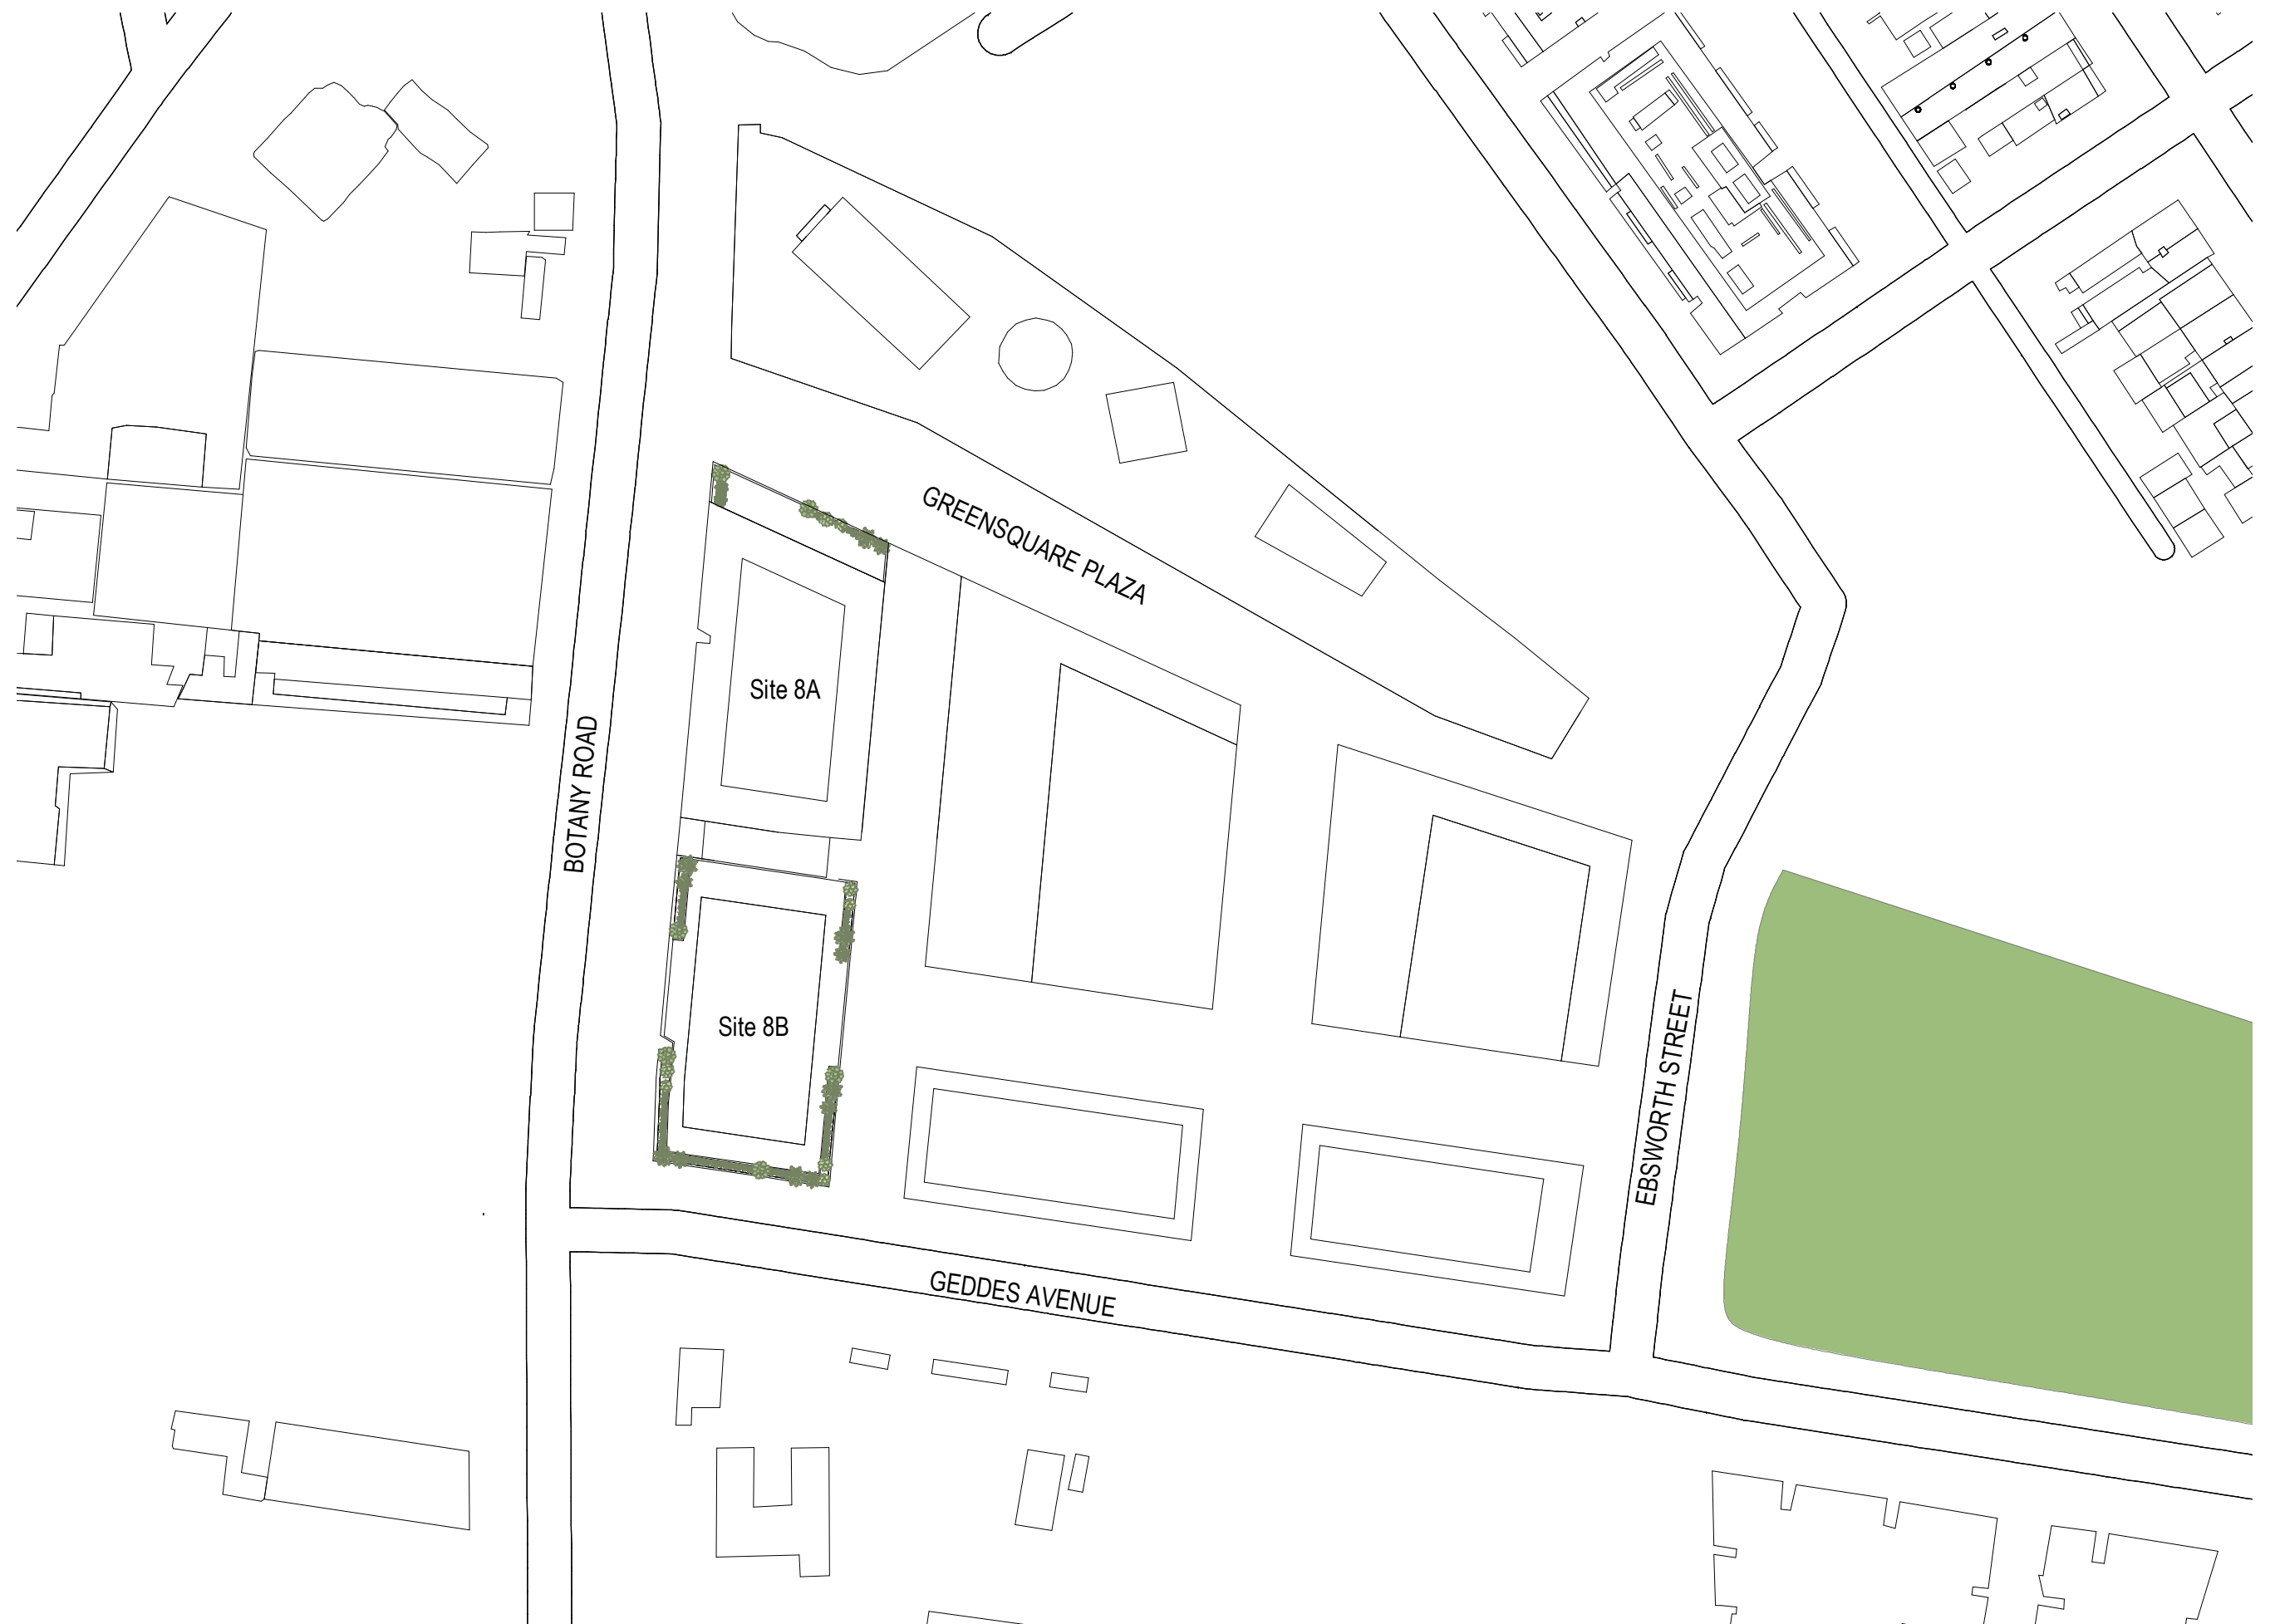 GREENSQUARE PLAZA
Site 8A
BOTANY ROAD
Site 8B
EBSWORTH STREET
GEDDES AVENUE